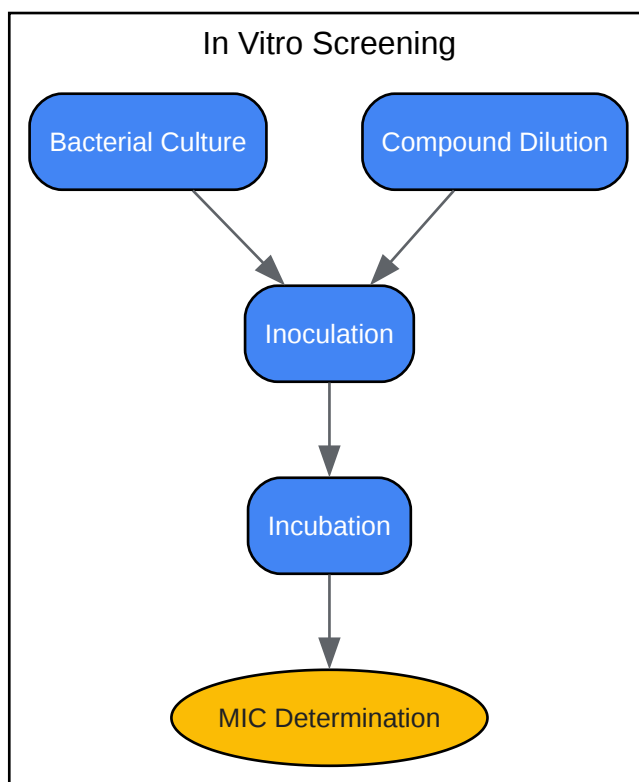 In Vitro Screening
Bacterial Culture
Compound Dilution
Inoculation
Incubation
MIC Determination